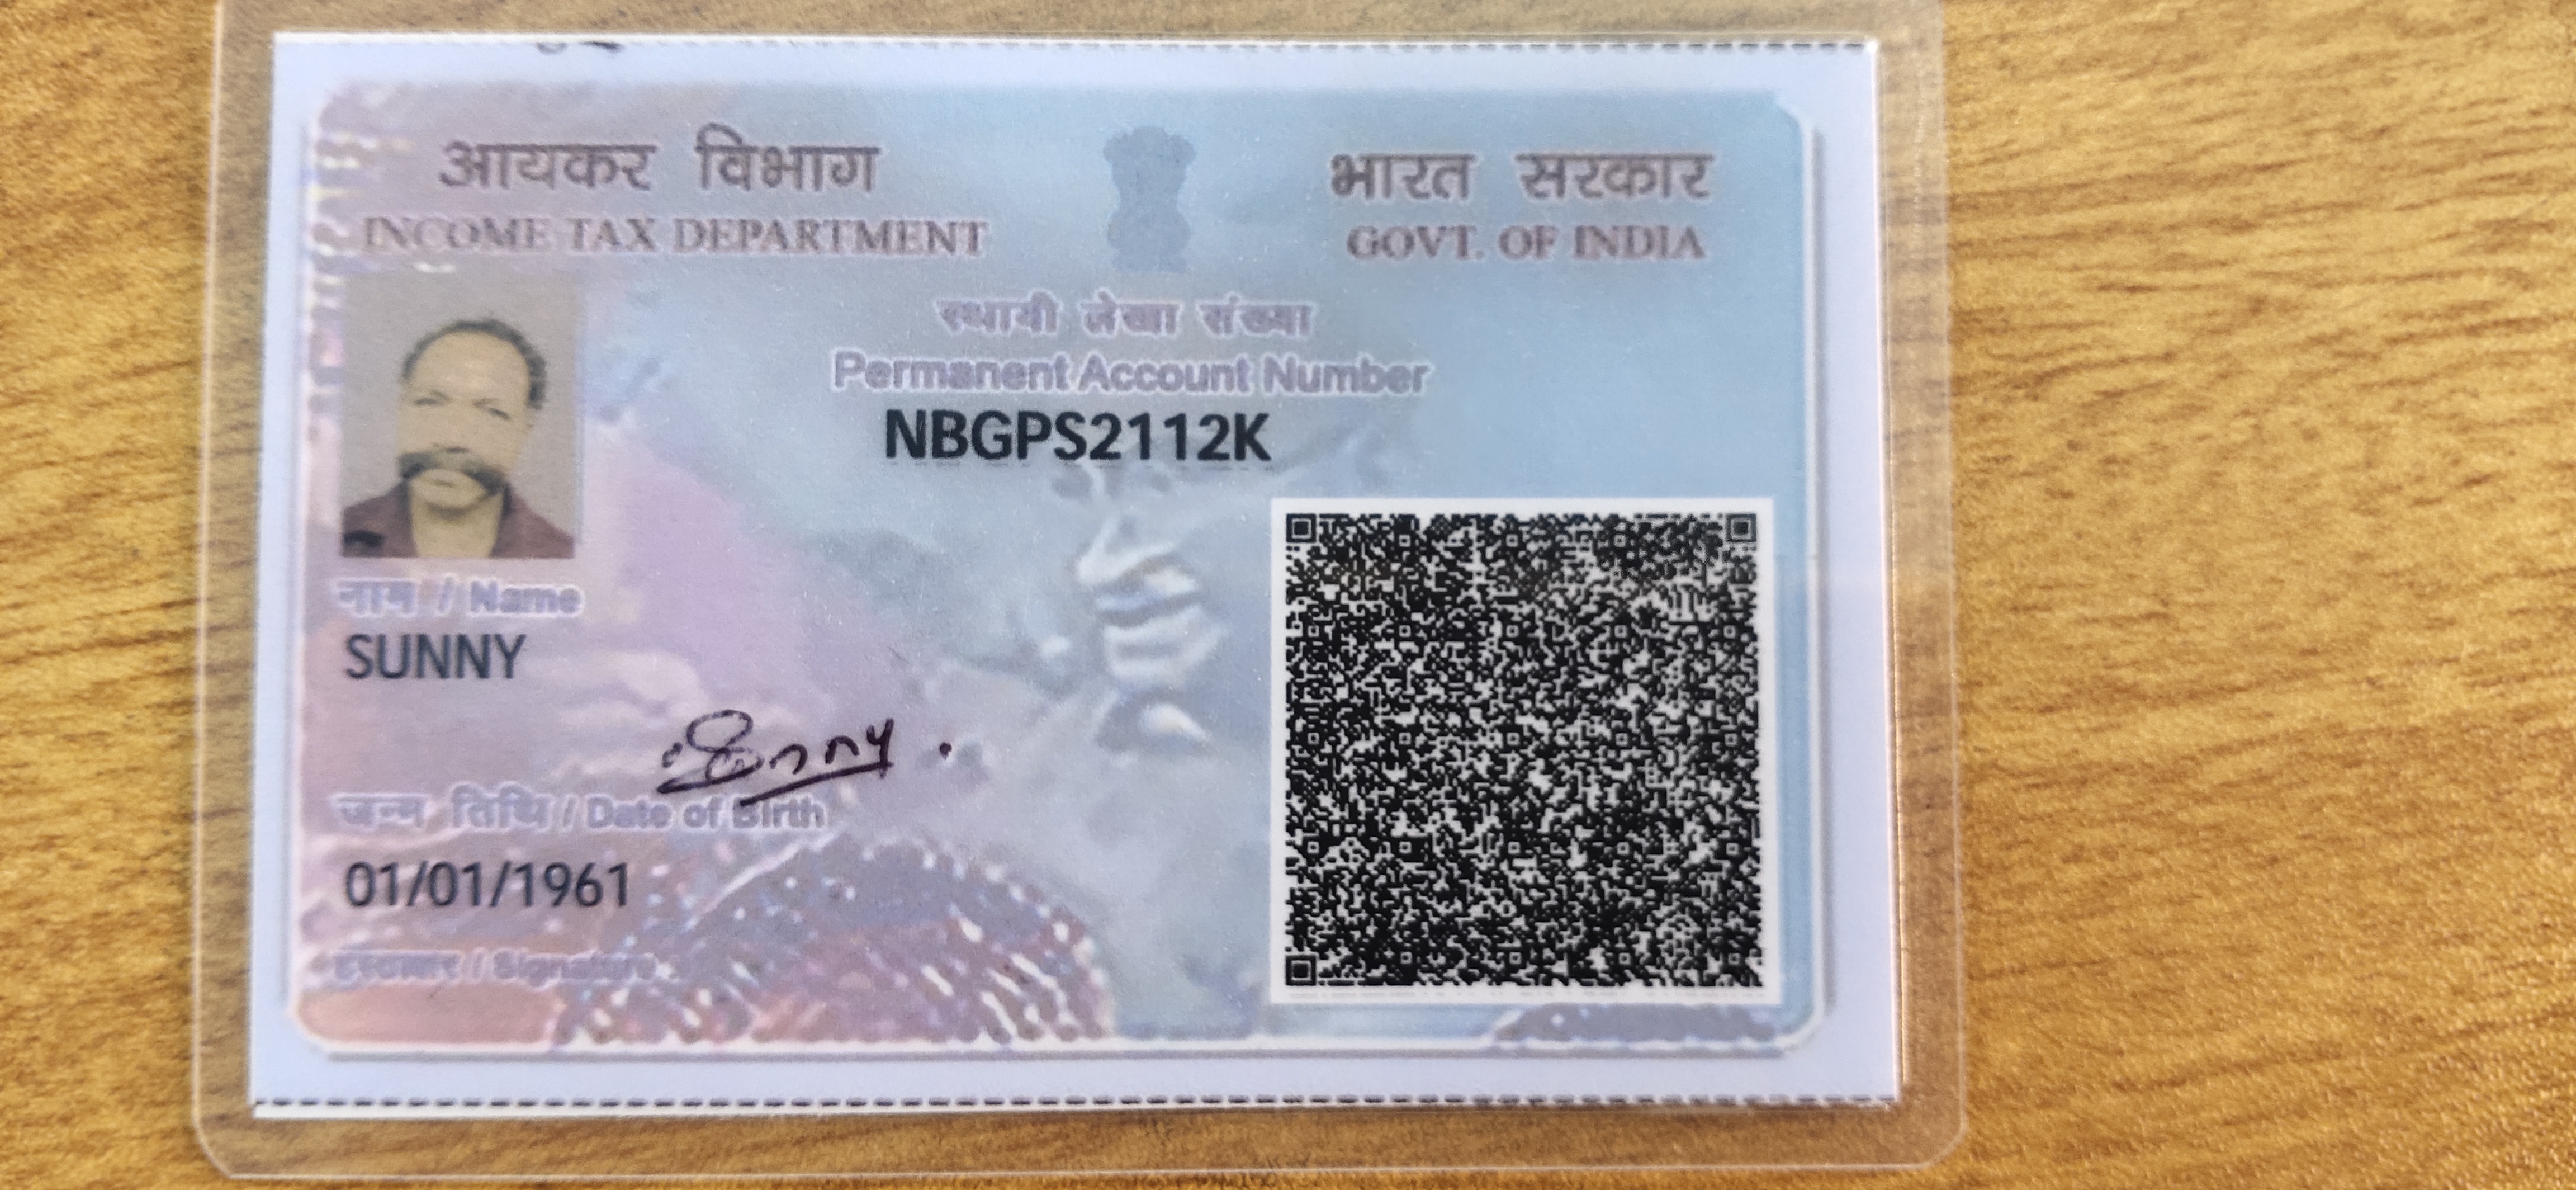 आयकर विभाग
INCOME TAX DEPARTMENT
भारत सरकार
GOVT. OF INDIA
स्थायी लेखा संख्या
Permanent Account Number
NBGPS2112K
नाम / Name
SUNNY
जन्म तिथि / Date of Birth
01/01/1961
Sunny
हस्ताक्षर / Signature